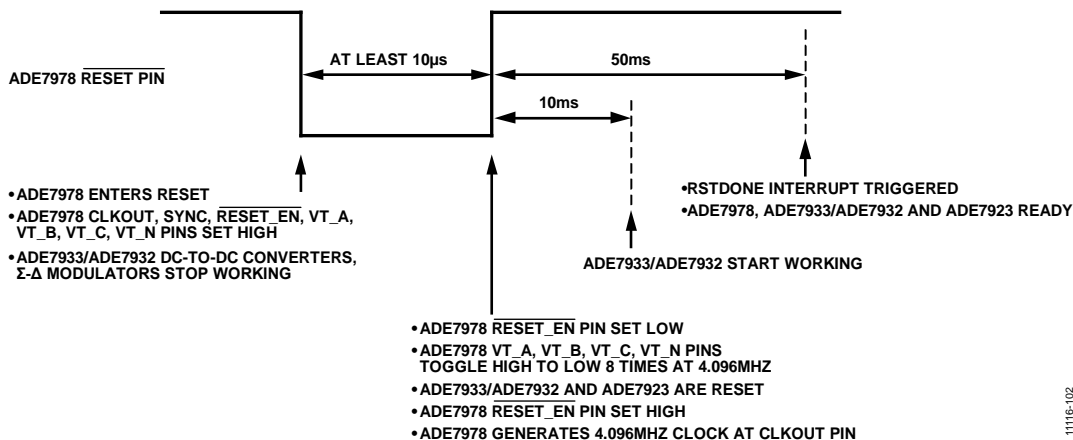 AT LEAST 10µs
50ms
ADE7978 RESET PIN
10ms
•ADE7978 ENTERS RESET
•ADE7978 CLKOUT, SYNC, RESET_EN, VT_A,
VT_B, VT_C, VT_N PINS SET HIGH
•ADE7933/ADE7932 DC-TO-DC CONVERTERS,
Σ-Δ MODULATORS STOP WORKING
•RSTDONE INTERRUPT TRIGGERED
•ADE7978, ADE7933/ADE7932 AND ADE7923 READY
ADE7933/ADE7932 START WORKING
•ADE7978 RESET_EN PIN SET LOW
•ADE7978 VT_A, VT_B, VT_C, VT_N PINS
TOGGLE HIGH TO LOW 8 TIMES AT 4.096MHZ
•ADE7933/ADE7932 AND ADE7923 ARE RESET
•ADE7978 RESET_EN PIN SET HIGH
•ADE7978 GENERATES 4.096MHZ CLOCK AT CLKOUT PIN
11116-102